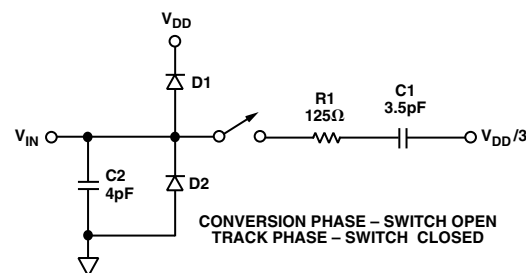 VDD
D1
R1
125Ω
C1
3.5pF
VIN
VDD/3
C2
4pF
D2
CONVERSION PHASE – SWITCH OPEN
TRACK PHASE – SWITCH CLOSED